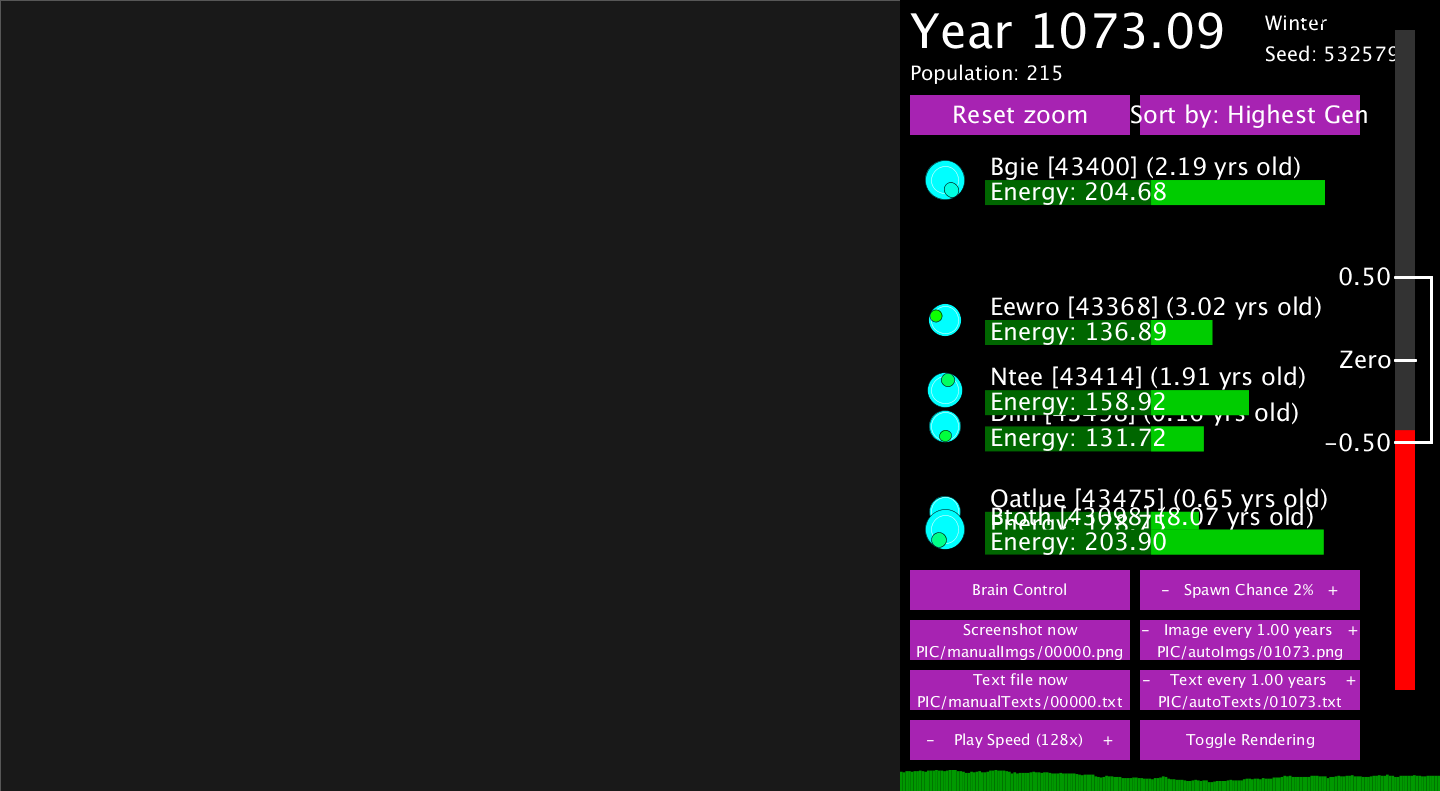 Year 1073.09
Winter
Seed: 532579
Population: 215
Reset zoom
Sort by: Highest Gen
Bgie [43400] (2.19 yrs old)
Energy: 204.68
0.50
Eewro [43368] (3.02 yrs old)
Energy: 136.89
Zero
Ntee [43414] (1.91 yrs old)
Energy: 158.92
old)
Energy: 131.72
-0.50
Oatlue [43475] (0.65 yrs old)
Btoth [43098] (8.07 yrs old)
Energy: 203.90
Brain Control
- Spawn Chance 2% +
Screenshot now
PIC/manualImgs/00000.png
- Image every 1.00 years +
PIC/autoImgs/01073.png
Text file now
PIC/manualTexts/00000.txt
- Text every 1.00 years +
PIC/autoTexts/01073.txt
- Play Speed (128x) +
Toggle Rendering